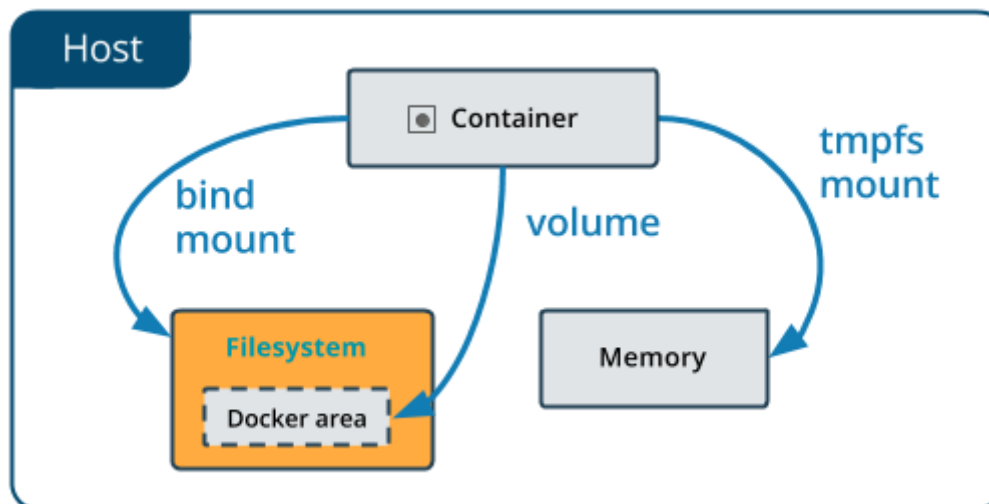 Host
Container
bind
mount
volume
tmpfs
mount
Filesystem
Docker area
Memory